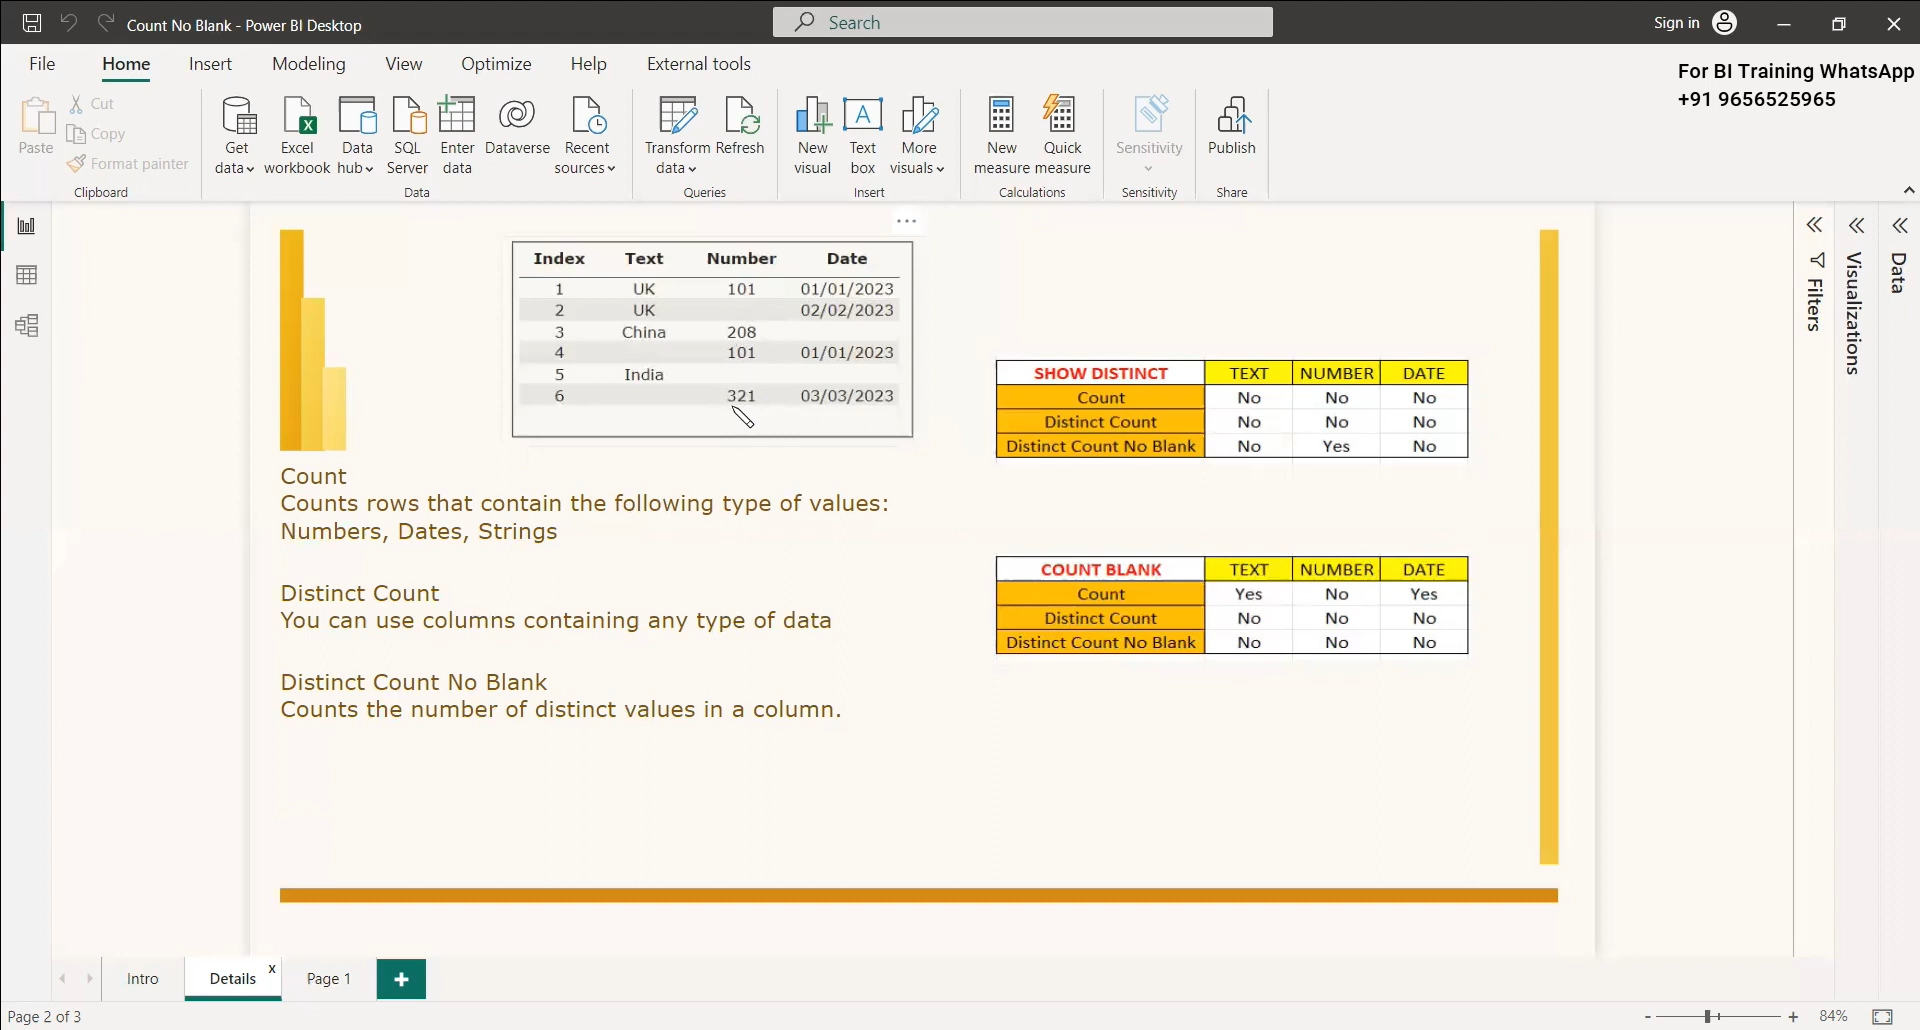 Count No Blank - Power BI Desktop
Search
Sign in
File Home Insert Modeling View Optimize Help External tools
For BI Training WhatsApp
+91 9656525965
Paste
Cut
Copy
Format painter
Clipboard
Get data
Excel workbook
Data hub
SQL Server
Enter data
Dataverse
Recent sources
Data
Transform data
Refresh
Queries
New visual
Text box
More visuals
Insert
New measure
Quick measure
Calculations
Sensitivity
Sensitivity
Publish
Share
Index Text Number Date
1 UK 101 01/01/2023
2 UK 02/02/2023
3 China 208
4 101 01/01/2023
5 India
6 321 03/03/2023
SHOW DISTINCT TEXT NUMBER DATE
Count No No No
Distinct Count No No No
Distinct Count No Blank No Yes No
Count
Counts rows that contain the following type of values:
Numbers, Dates, Strings
Distinct Count
You can use columns containing any type of data
Distinct Count No Blank
Counts the number of distinct values in a column.
COUNT BLANK TEXT NUMBER DATE
Count Yes No Yes
Distinct Count No No No
Distinct Count No Blank No No No
Filters
Visualizations
Data
Intro
Details x
Page 1
+
Page 2 of 3
- + 84%